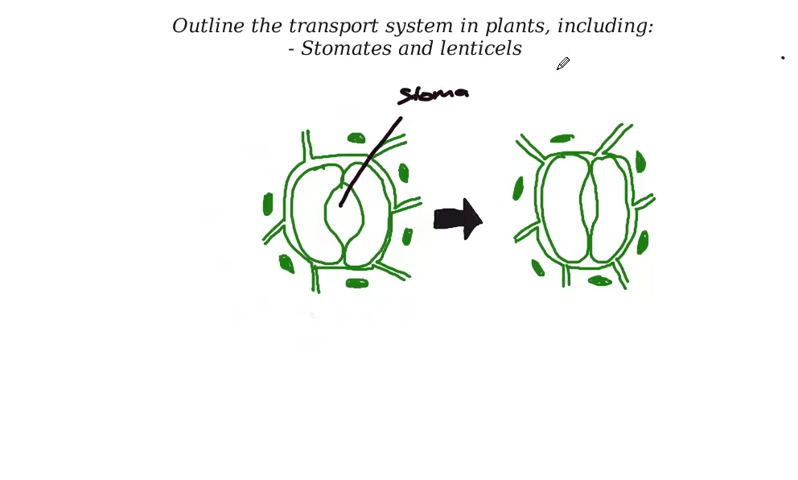 Outline the transport system in plants, including:
- Stomates and lenticels
Stoma